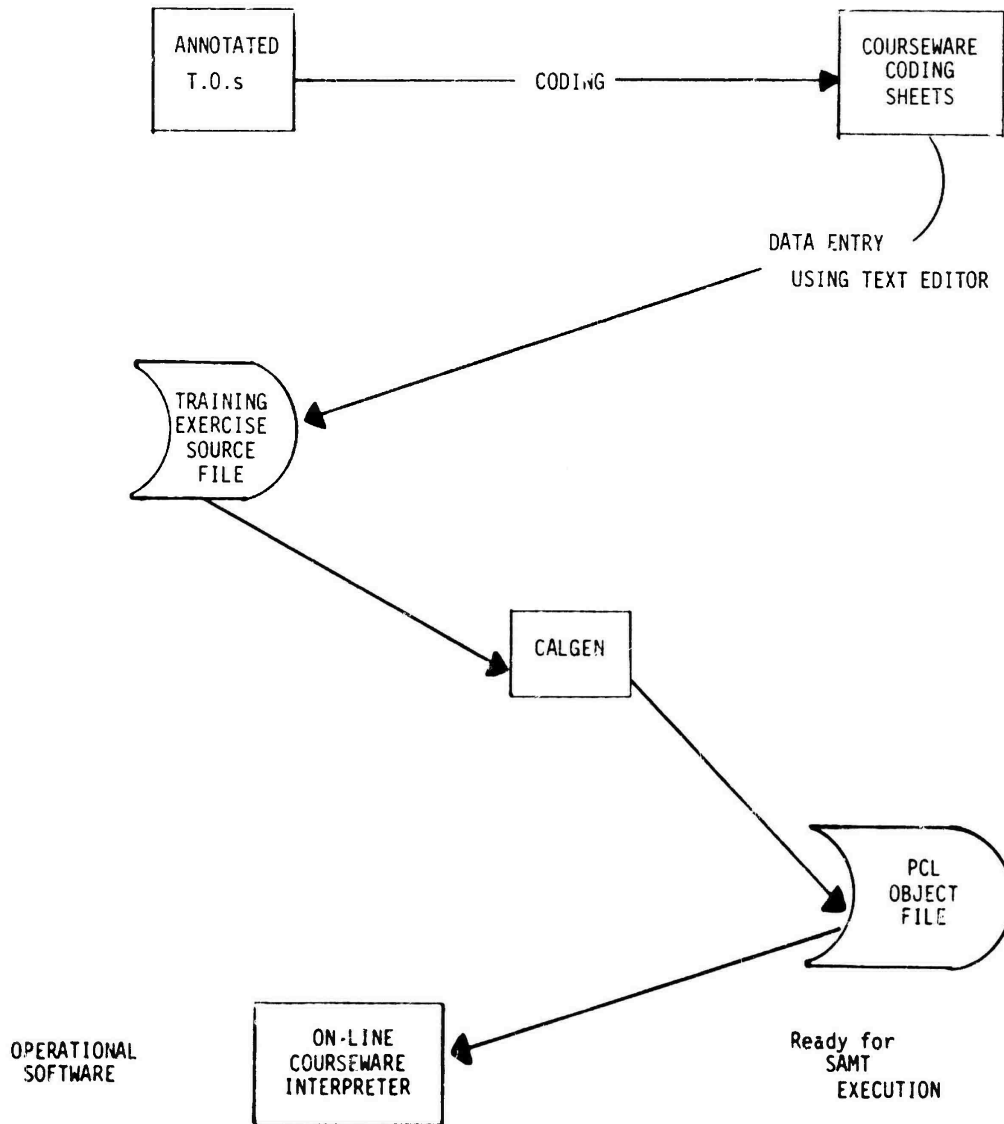 ANNOTATED
T.O.s
CODING
COURSEWARE
CODING
SHEETS
DATA ENTRY
USING TEXT EDITOR
TRAINING
EXERCISE
SOURCE
FILE
CALGEN
PCL
OBJECT
FILE
ON-LINE
COURSEWARE
INTERPRETER
OPERATIONAL
SOFTWARE
Ready for
SAMT
EXECUTION